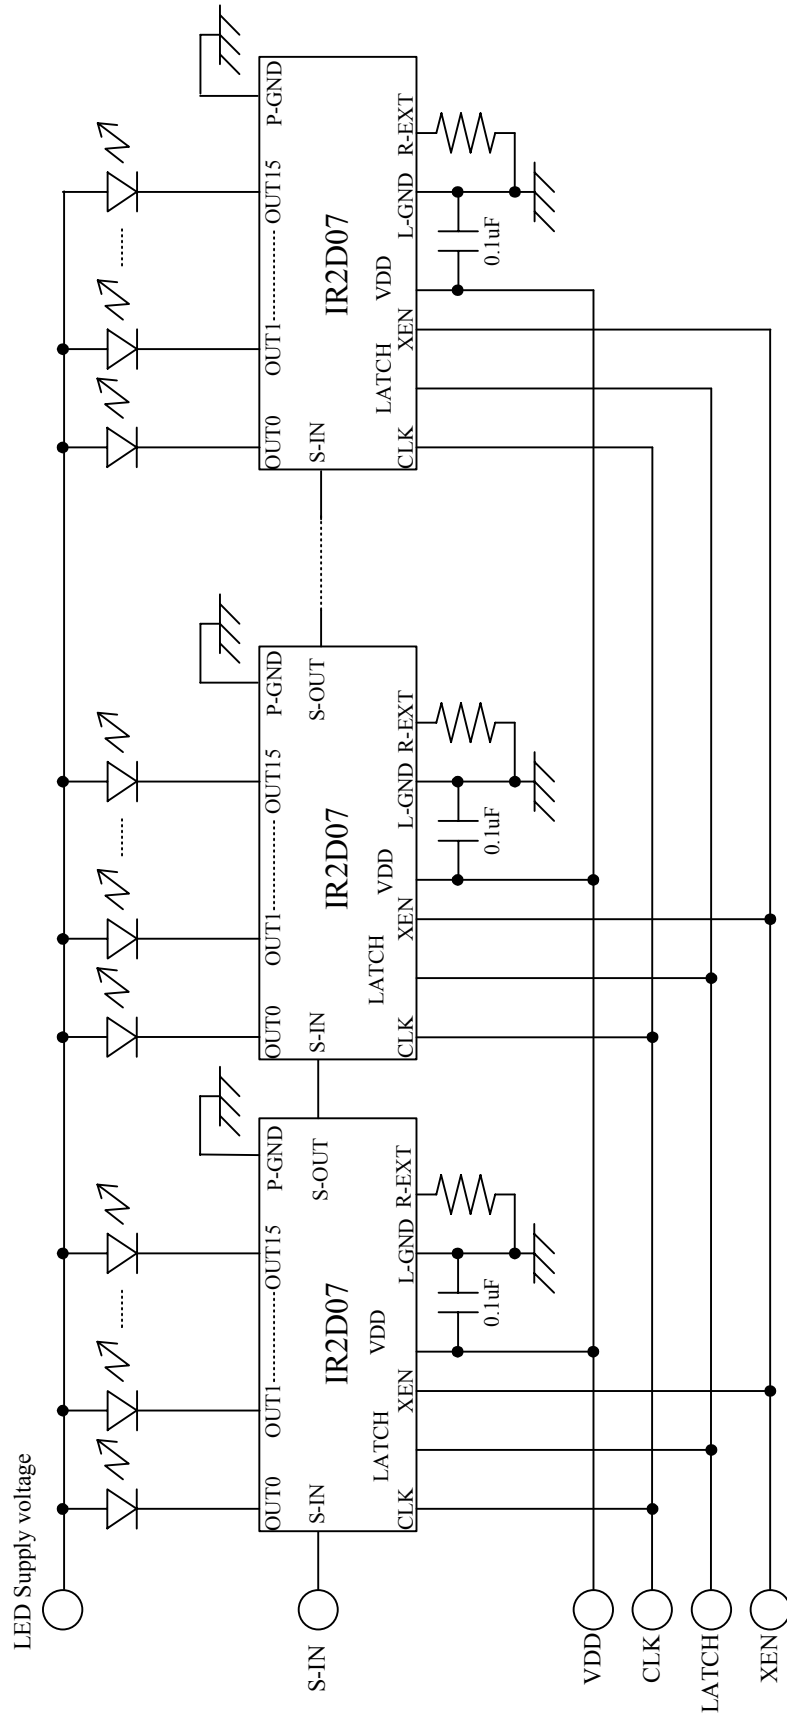 LED Supply voltage
OUT0
OUT1
OUT15
P-GND
S-IN
S-OUT
IR2D07
CLK
LATCH
XEN
VDD
L-GND
R-EXT
0.1uF
OUT0
OUT1
OUT15
P-GND
S-IN
S-OUT
IR2D07
CLK
LATCH
XEN
VDD
L-GND
R-EXT
0.1uF
OUT0
OUT1
OUT15
P-GND
S-IN
IR2D07
CLK
LATCH
XEN
VDD
L-GND
R-EXT
0.1uF
S-IN
VDD
CLK
LATCH
XEN